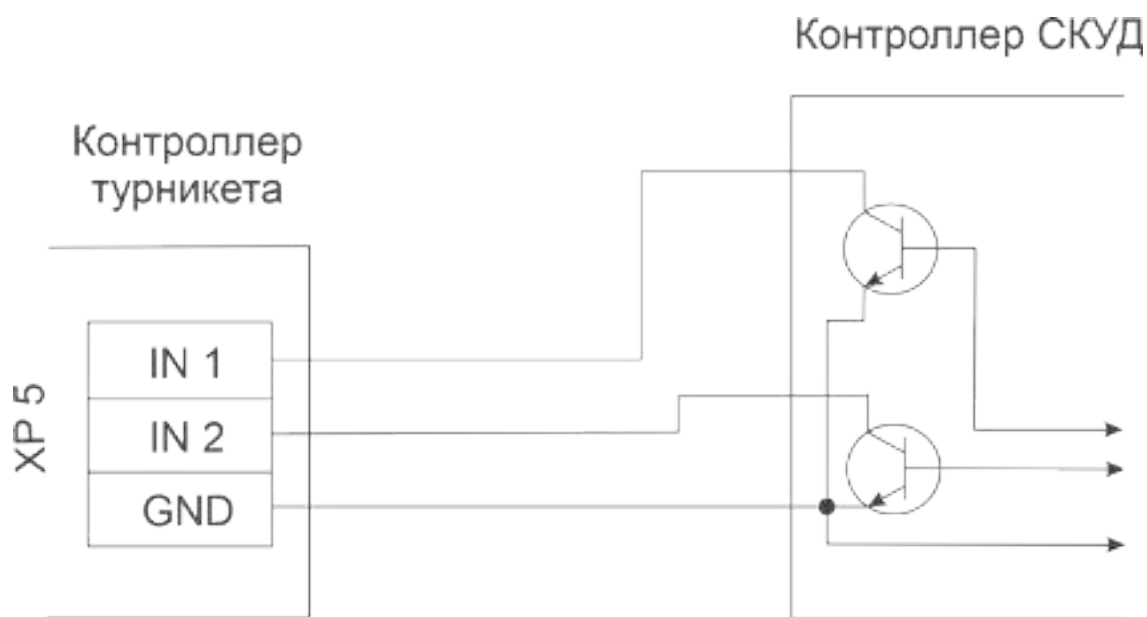 Контроллер СКУД
Контроллер
турникета
XP 5
IN 1
IN 2
GND